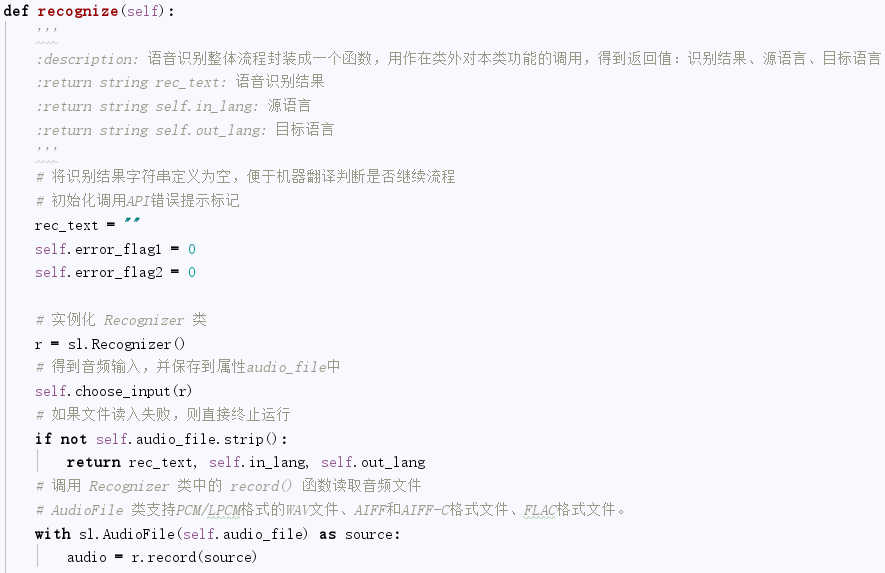 def recognize(self):
    '''
    :description: 语音识别整体流程封装成一个函数，用作在类外对本类功能的调用，得到返回值：识别结果、源语言、目标语言
    :return string rec_text: 语音识别结果
    :return string self.in_lang: 源语言
    :return string self.out_lang: 目标语言
    '''
    # 将识别结果字符串定义为空，便于机器翻译判断是否继续流程
    # 初始化调用API错误提示标记
    rec_text = ""
    self.error_flag1 = 0
    self.error_flag2 = 0

    # 实例化 Recognizer 类
    r = sl.Recognizer()
    # 得到音频输入，并保存到属性audio_file中
    self.choose_input(r)
    # 如果文件读入失败，则直接终止运行
    if not self.audio_file.strip():
        return rec_text, self.in_lang, self.out_lang
    # 调用 Recognizer 类中的 record() 函数读取音频文件
    # AudioFile 类支持PCM/LPCM格式的WAV文件、AIFF和AIFF-C格式文件、FLAC格式文件。
    with sl.AudioFile(self.audio_file) as source:
        audio = r.record(source)